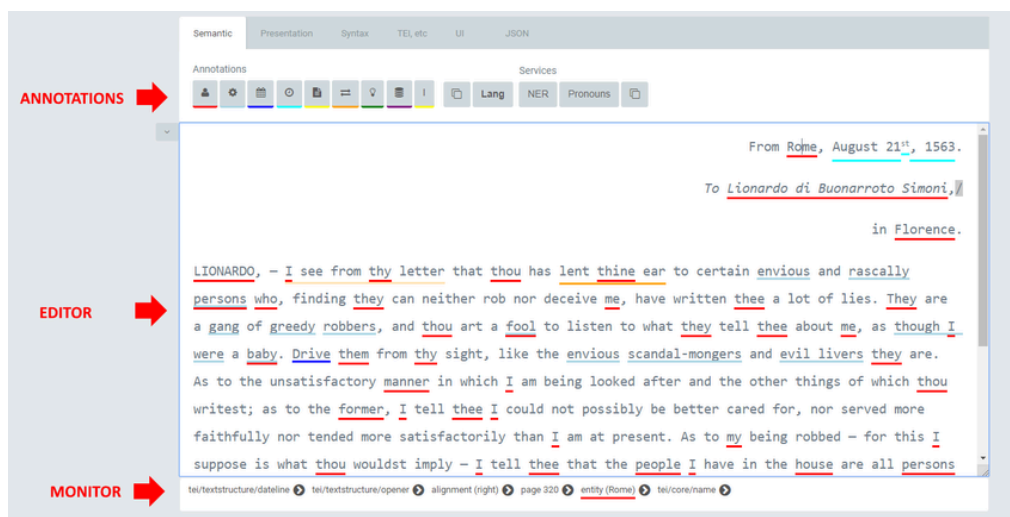 Semantic Presentation Syntax TEI, etc UI JSON
Annotations Services
ANNOTATIONS
Lang NER Pronouns
From Rome, August 21st, 1563.
To Lionardo di Buonarroto Simoni,/
in Florence.
LIONARDO, — I see from thy letter that thou has lent thine ear to certain envious and rascally
persons who, finding they can neither rob nor deceive me, have written thee a lot of lies. They are
EDITOR
a gang of greedy robbers, and thou art a fool to listen to what they tell thee about me, as though I
were a baby. Drive them from thy sight, like the envious scandal-mongers and evil livers they are.
As to the unsatisfactory manner in which I am being looked after and the other things of which thou
writest; as to the former, I tell thee I could not possibly be better cared for, nor served more
faithfully nor tended more satisfactorily than I am at present. As to my being robbed — for this I
suppose is what thou wouldst imply — I tell thee that the people I have in the house are all persons
MONITOR
tei/textstructure/dateline tei/textstructure/opener alignment (right) page 320 entity (Rome) tei/core/name